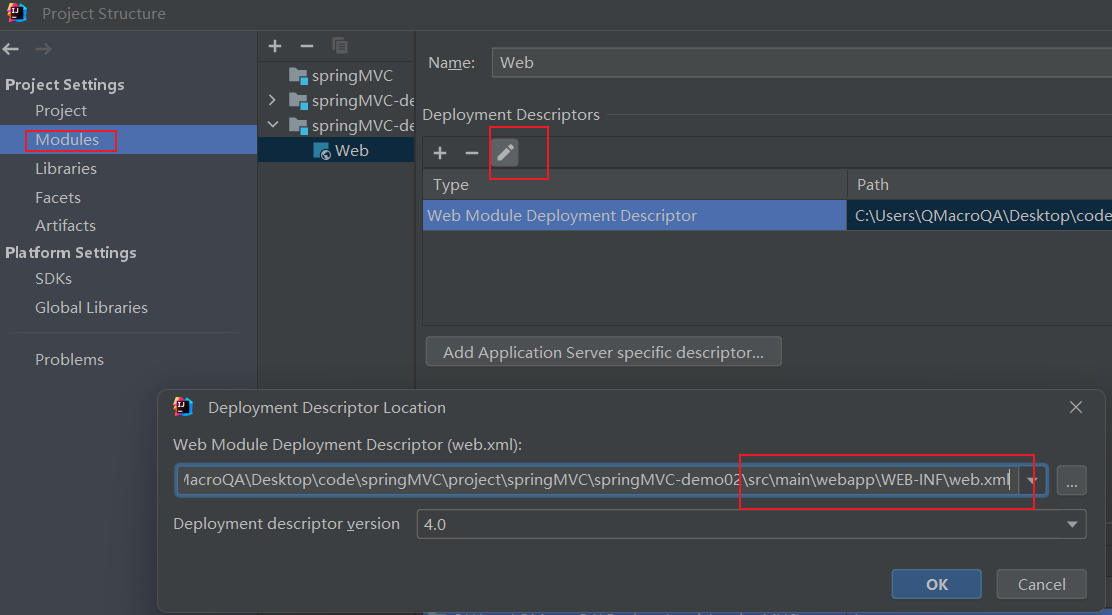 Project Structure
Project Settings
Project
Modules
Libraries
Facets
Artifacts
Platform Settings
SDKs
Global Libraries
Problems
springMVC
springMVC-de
springMVC-de
Web
Name: Web
Deployment Descriptors
Type Path
Web Module Deployment Descriptor C:\Users\QMacroQA\Desktop\code
Add Application Server specific descriptor...
Deployment Descriptor Location
Web Module Deployment Descriptor (web.xml):
MacroQA\Desktop\code\springMVC\project\springMVC\springMVC-demo02\src\main\webapp\WEB-INF\web.xml
...
Deployment descriptor version 4.0
OK Cancel